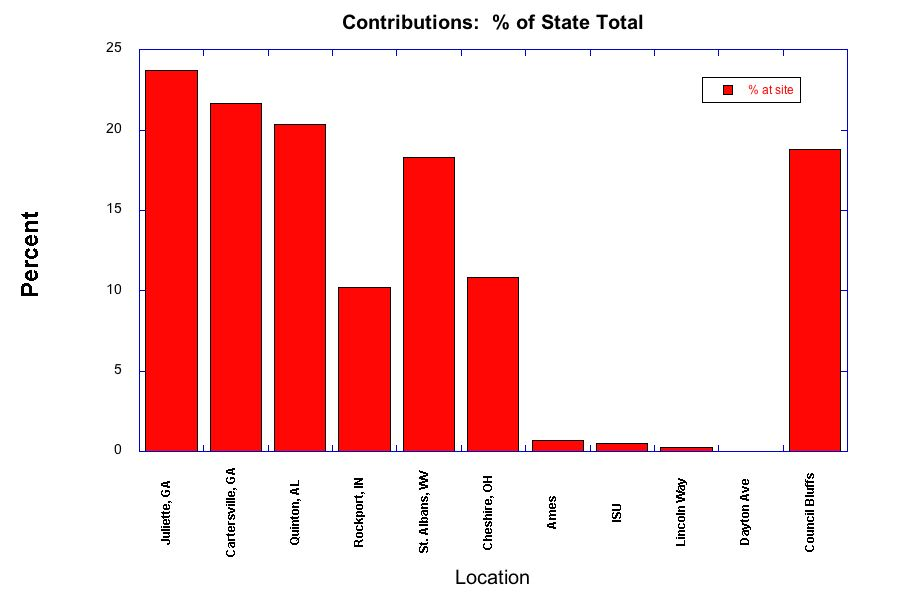 Contributions:  % of State Total
% at site
25
20
15
10
5
0
Percent
Juliette, GA
Cartersville, GA
Quinton, AL
Rockport, IN
St. Albans, WV
Cheshire, OH
Ames
ISU
Lincoln Way
Dayton Ave
Council Bluffs
Location